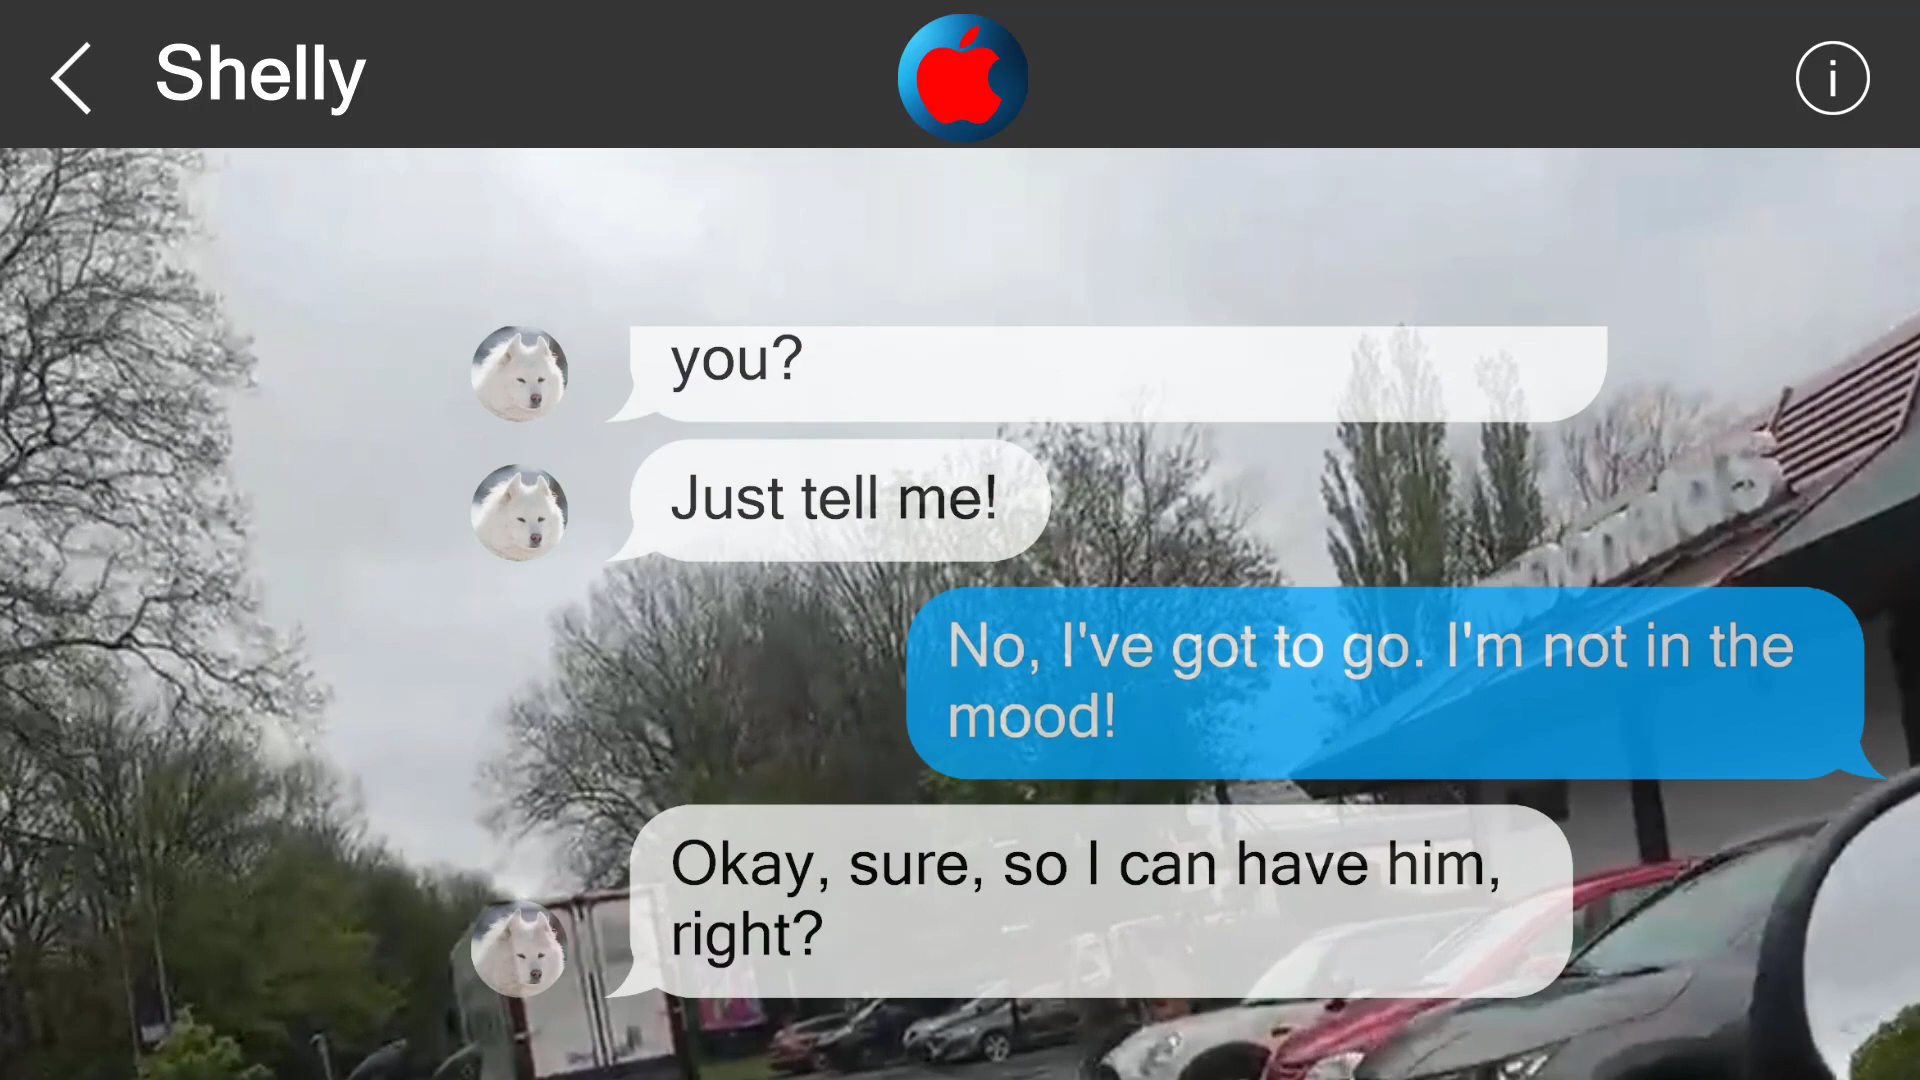 Shelly
you?
Just tell me!
No, I've got to go. I'm not in the
mood!
Okay, sure, so I can have him,
right?